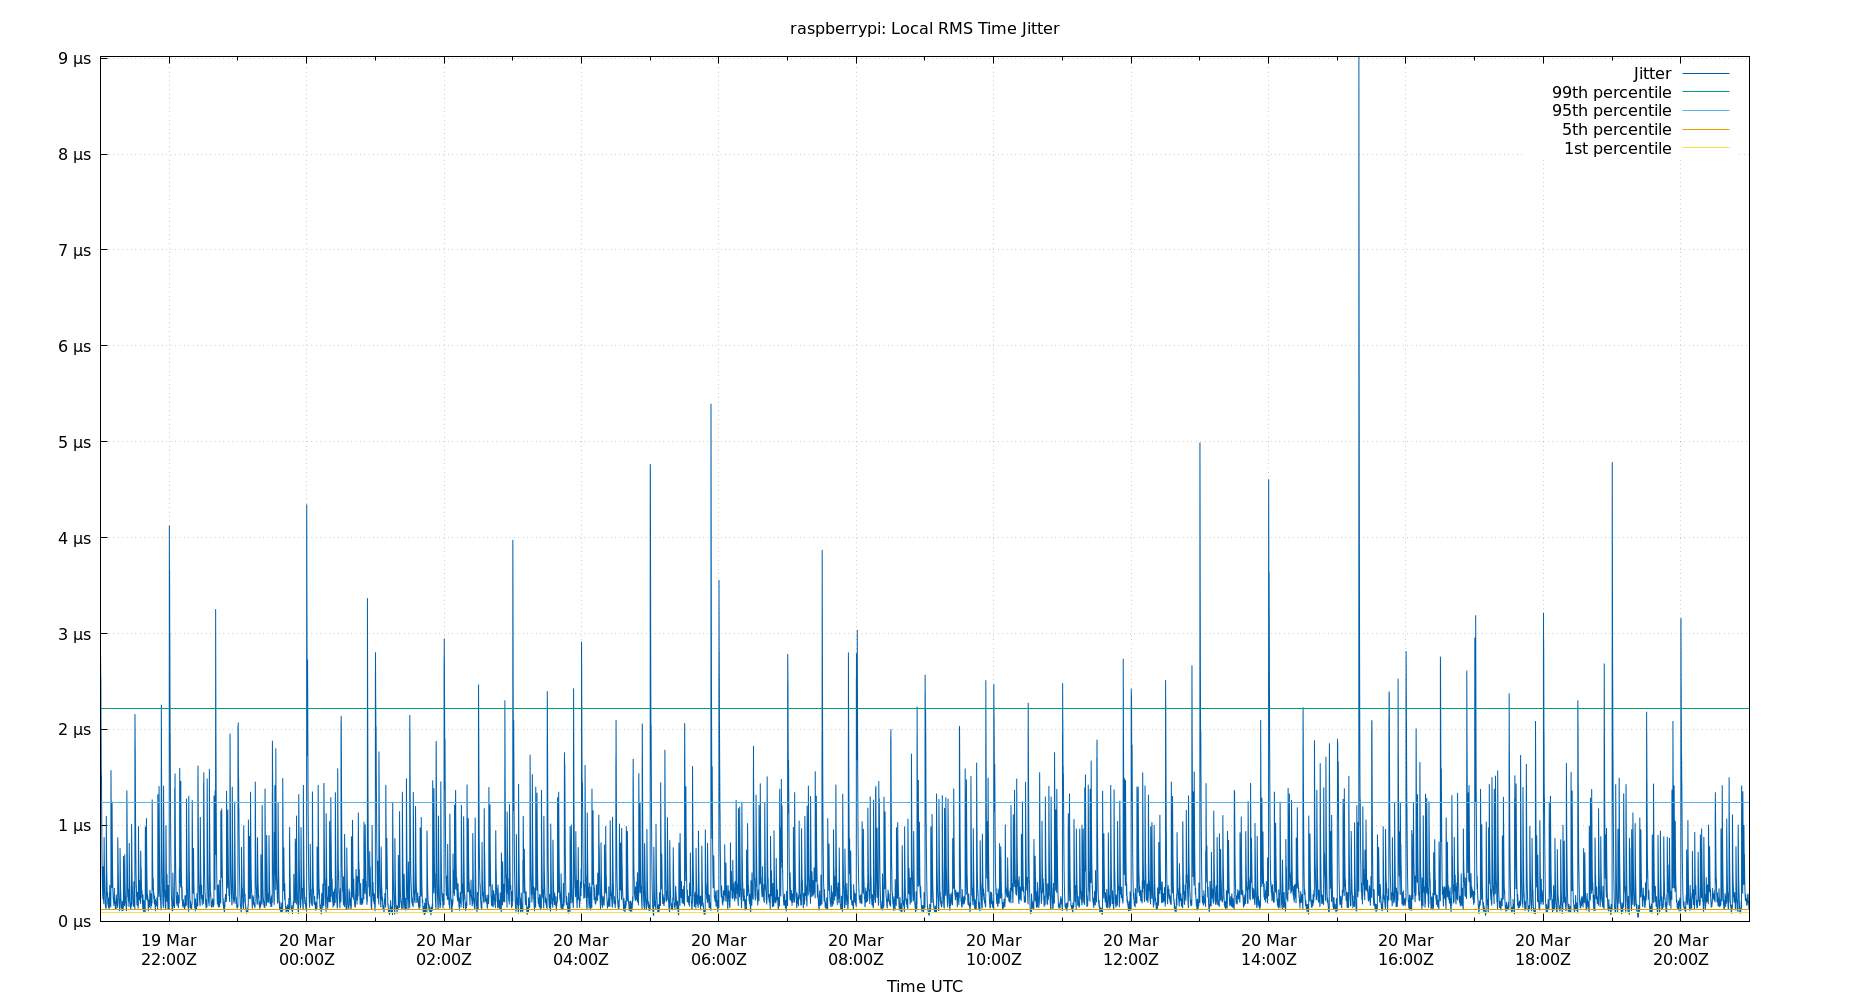 raspberrypi: Local RMS Time Jitter
9 µs
8 µs
7 µs
6 µs
5 µs
4 µs
3 µs
2 µs
1 µs
0 µs
Jitter
99th percentile
95th percentile
5th percentile
1st percentile
19 Mar 20 Mar 20 Mar 20 Mar 20 Mar 20 Mar 20 Mar 20 Mar 20 Mar 20 Mar 20 Mar 20 Mar
22:00Z 00:00Z 02:00Z 04:00Z 06:00Z 08:00Z 10:00Z 12:00Z 14:00Z 16:00Z 18:00Z 20:00Z
Time UTC